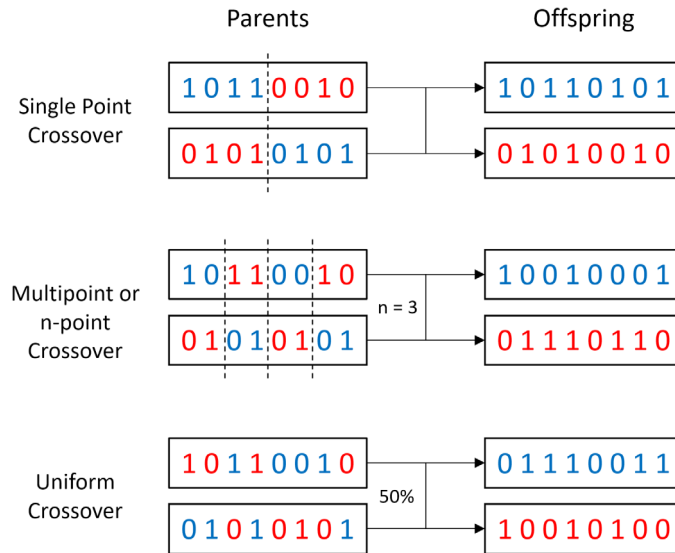 Parents Offspring
Single Point
Crossover
1 0 1 1 0 0 1 0
1 0 1 1 0 1 0 1
0 1 0 1 0 1 0 1
0 1 0 1 0 0 1 0
Multipoint or
n-point
Crossover
1 0 1 1 0 0 1 0
1 0 0 1 0 0 0 1
n = 3
0 1 0 1 0 1 0 1
0 1 1 1 0 1 1 0
Uniform
Crossover
1 0 1 1 0 0 1 0
0 1 1 1 0 0 1 1
50%
0 1 0 1 0 1 0 1
1 0 0 1 0 1 0 0